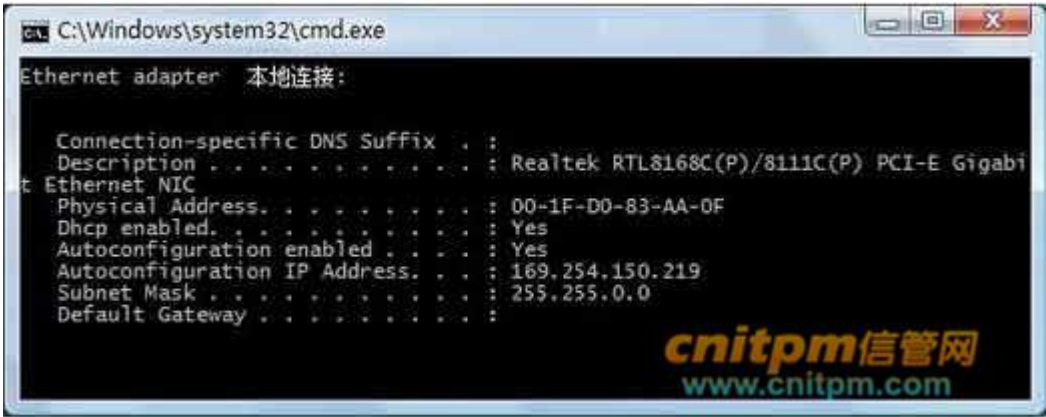 C:\Windows\system32\cmd.exe
Ethernet adapter 本地连接:
Connection-specific DNS Suffix . :
Description . . . . . . . . . . . : Realtek RTL8168C(P)/8111C(P) PCI-E Gigabi
t Ethernet NIC
Physical Address. . . . . . . . . : 00-1F-D0-83-AA-0F
Dhcp enabled. . . . . . . . . . . : Yes
Autoconfiguration enabled . . . . : Yes
Autoconfiguration IP Address. . . : 169.254.150.219
Subnet Mask . . . . . . . . . . . : 255.255.0.0
Default Gateway . . . . . . . . . :
cnitpm信管网
www.cnitpm.com